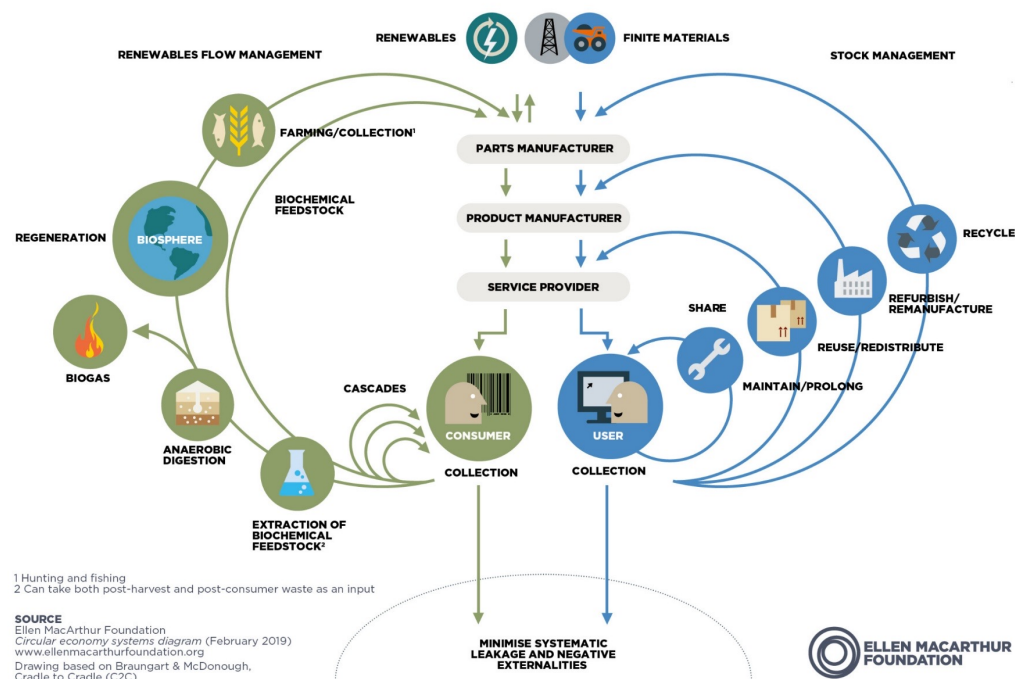 RENEWABLES
FINITE MATERIALS
RENEWABLES FLOW MANAGEMENT
STOCK MANAGEMENT
FARMING/COLLECTION¹
PARTS MANUFACTURER
BIOCHEMICAL
FEEDSTOCK
PRODUCT MANUFACTURER
REGENERATION
BIOSPHERE
RECYCLE
SERVICE PROVIDER
SHARE
REFURBISH/
REMANUFACTURE
REUSE/REDISTRIBUTE
BIOGAS
CASCADES
MAINTAIN/PROLONG
CONSUMER
USER
ANAEROBIC
DIGESTION
COLLECTION
COLLECTION
EXTRACTION OF
BIOCHEMICAL
FEEDSTOCK²
1 Hunting and fishing
2 Can take both post-harvest and post-consumer waste as an input
SOURCE
Ellen MacArthur Foundation
Circular economy systems diagram (February 2019)
www.ellenmacarthurfoundation.org
Drawing based on Braungart & McDonough,
Cradle to Cradle (C2C)
MINIMISE SYSTEMATIC
LEAKAGE AND NEGATIVE
EXTERNALITIES
ELLEN MACARTHUR
FOUNDATION